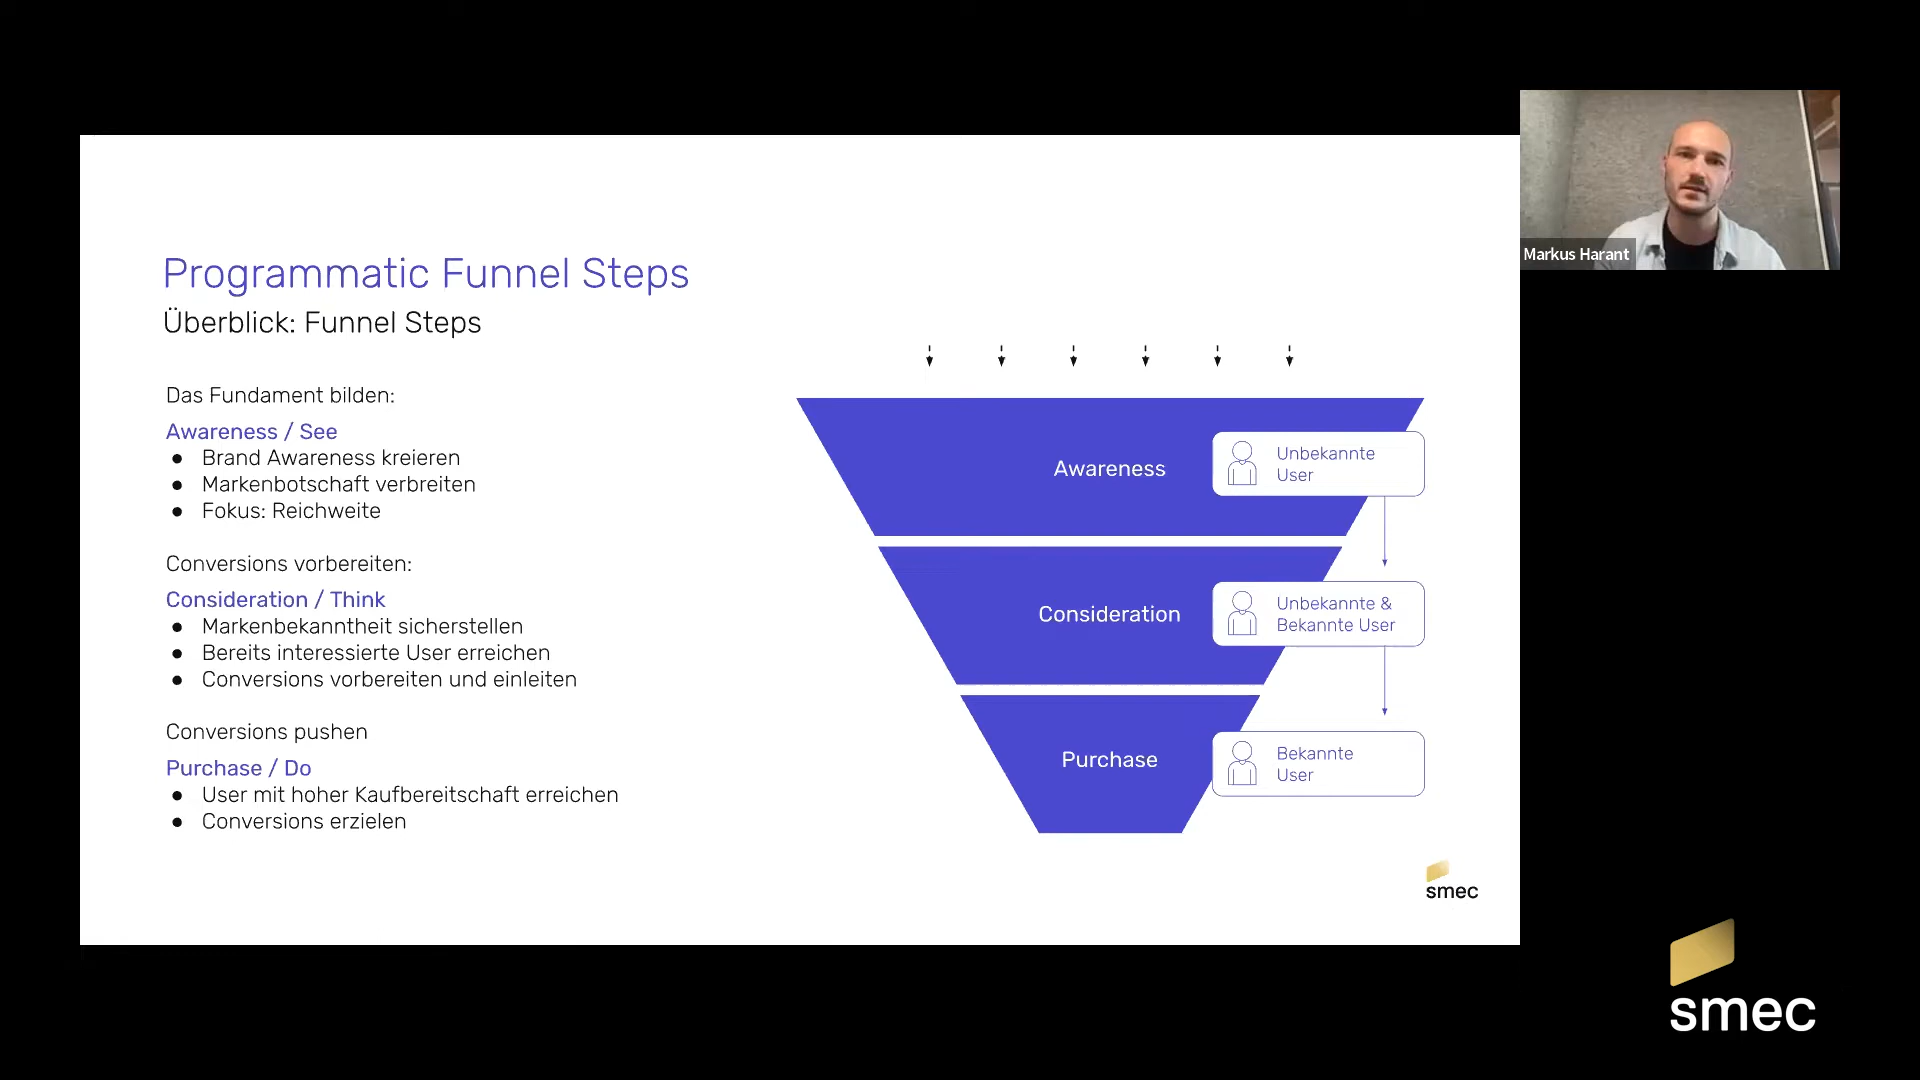 Programmatic Funnel Steps
Überblick: Funnel Steps
Das Fundament bilden:
Awareness / See
● Brand Awareness kreieren
● Markenbotschaft verbreiten
● Fokus: Reichweite
Conversions vorbereiten:
Consideration / Think
● Markenbekanntheit sicherstellen
● Bereits interessierte User erreichen
● Conversions vorbereiten und einleiten
Conversions pushen
Purchase / Do
● User mit hoher Kaufbereitschaft erreichen
● Conversions erzielen
Awareness
Unbekannte
User
Consideration
Unbekannte &
Bekannte User
Purchase
Bekannte
User
smec
Markus Harant
smec